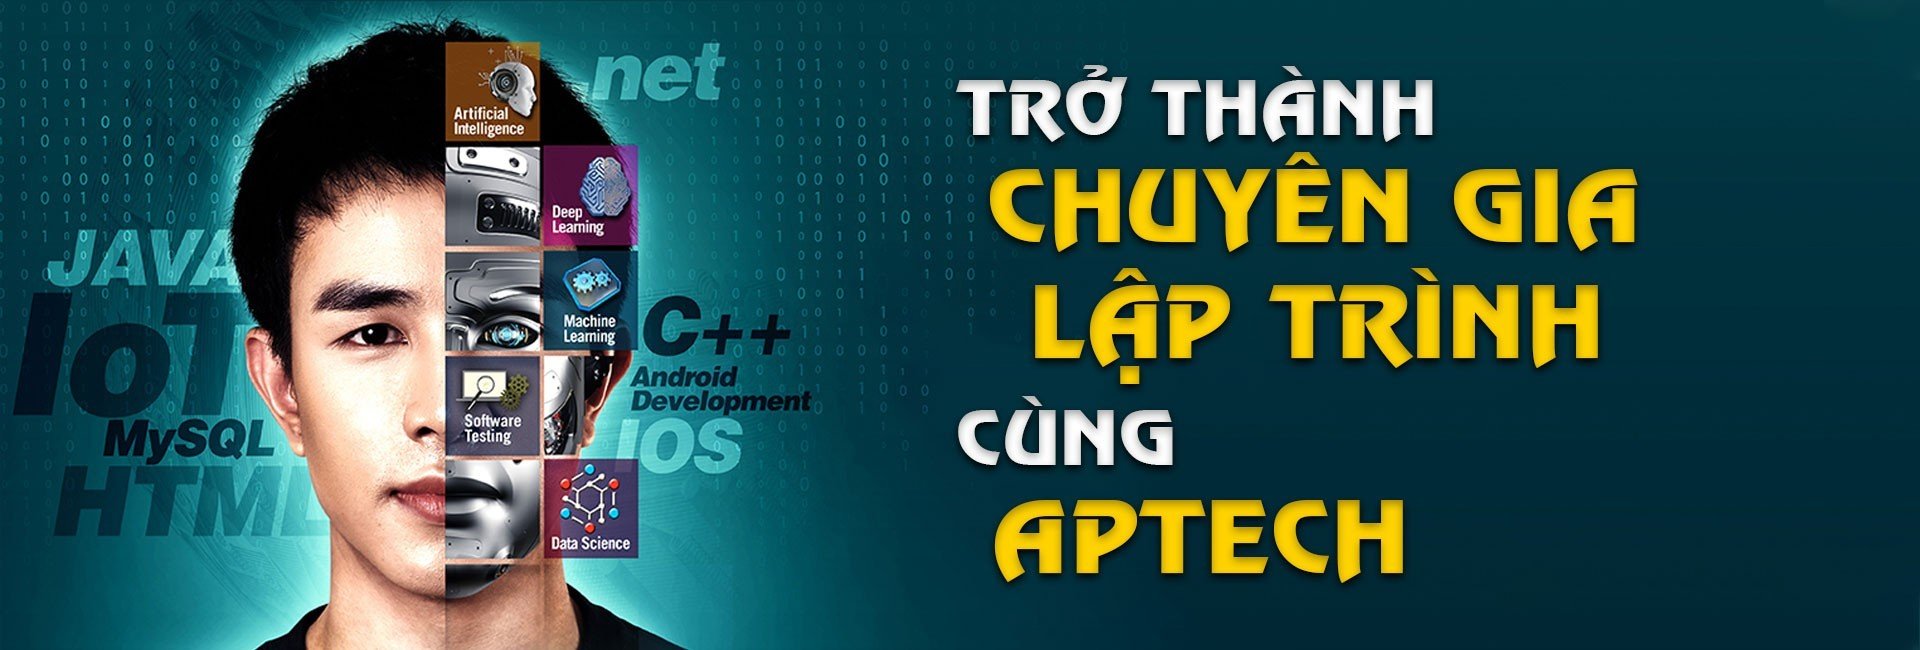 .net
Artificial
Intelligence
Deep
Learning
JAVA
IoT
Machine
Learning
C++
Android
Development
MySQL
Software
Testing
iOS
HTML
Data Science
TRỞ THÀNH
CHUYÊN GIA
LẬP TRÌNH
CÙNG
APTECH